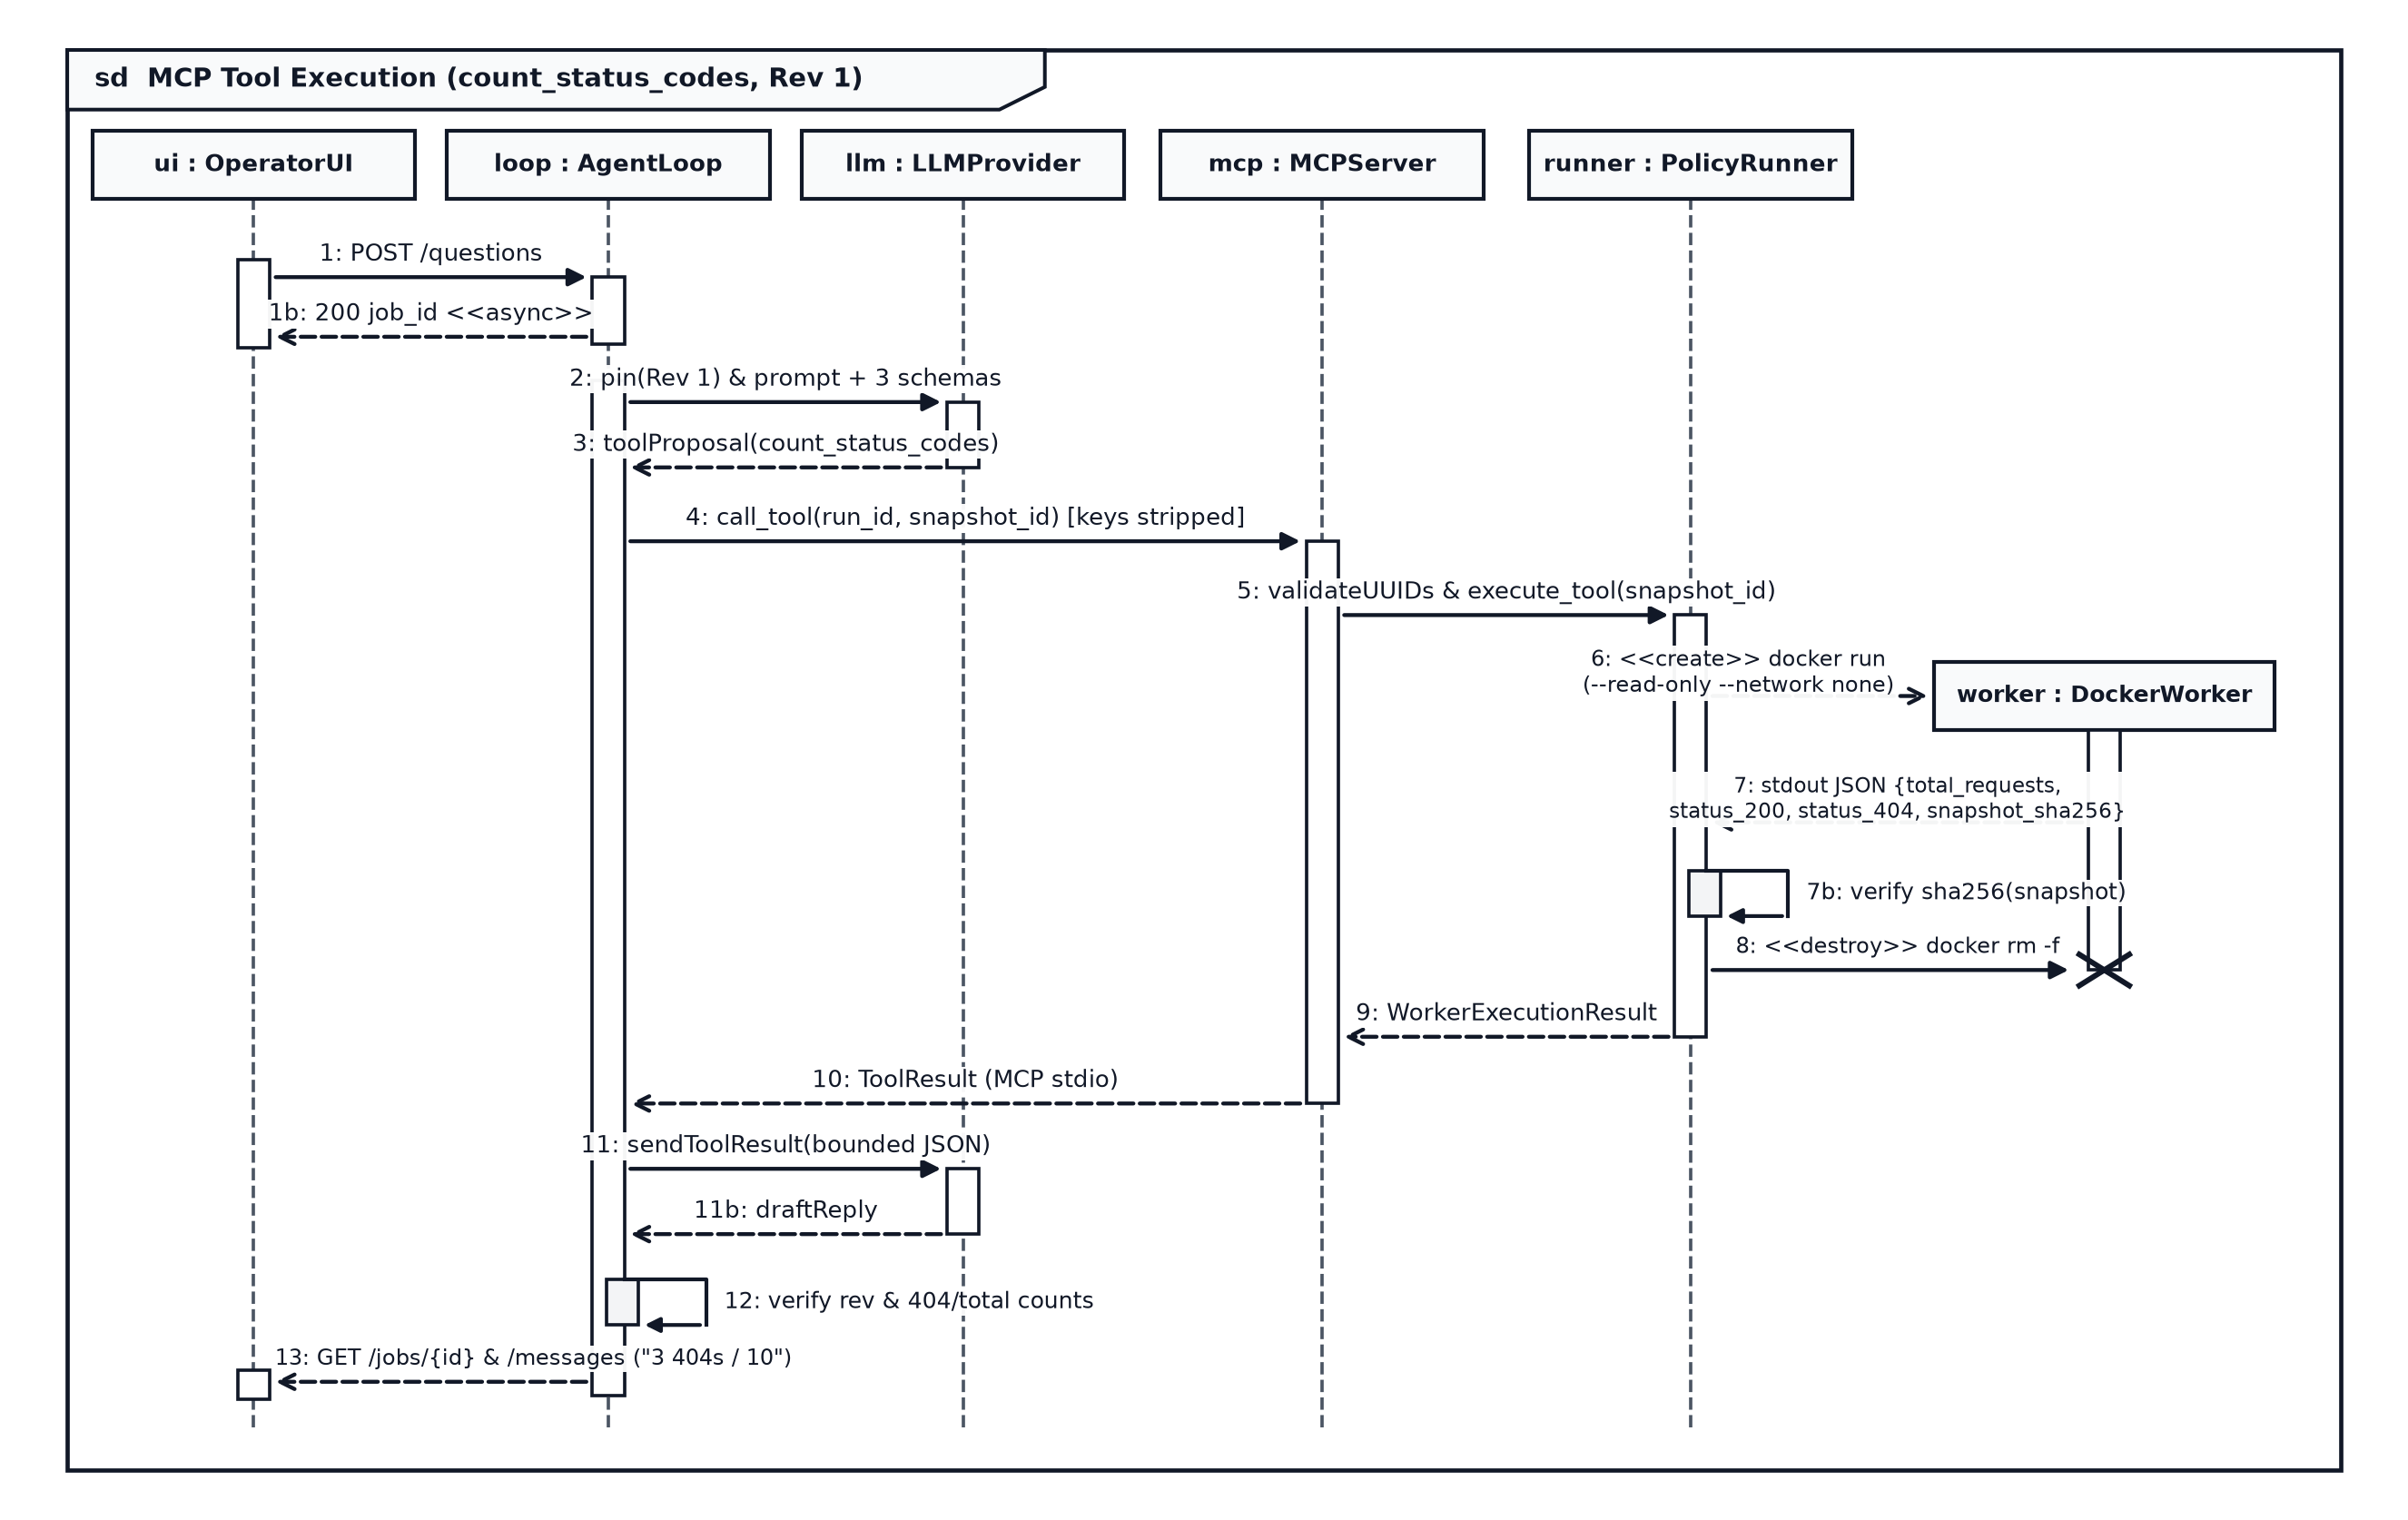 sd  MCP Tool Execution (count_status_codes, Rev 1)
ui : OperatorUI
loop : AgentLoop
llm : LLMProvider
mcp : MCPServer
runner : PolicyRunner
1: POST /questions
1b: 200 job_id <<async>>
2: pin(Rev 1) & prompt + 3 schemas
3: toolProposal(count_status_codes)
4: call_tool(run_id, snapshot_id) [keys stripped]
5: validateUUIDs & execute_tool(snapshot_id)
6: <<create>> docker run
(--read-only --network none)
worker : DockerWorker
7: stdout JSON {total_requests,
status_200, status_404, snapshot_sha256}
7b: verify sha256(snapshot)
8: <<destroy>> docker rm -f
9: WorkerExecutionResult
10: ToolResult (MCP stdio)
11: sendToolResult(bounded JSON)
11b: draftReply
12: verify rev & 404/total counts
13: GET /jobs/{id} & /messages ("3 404s / 10")